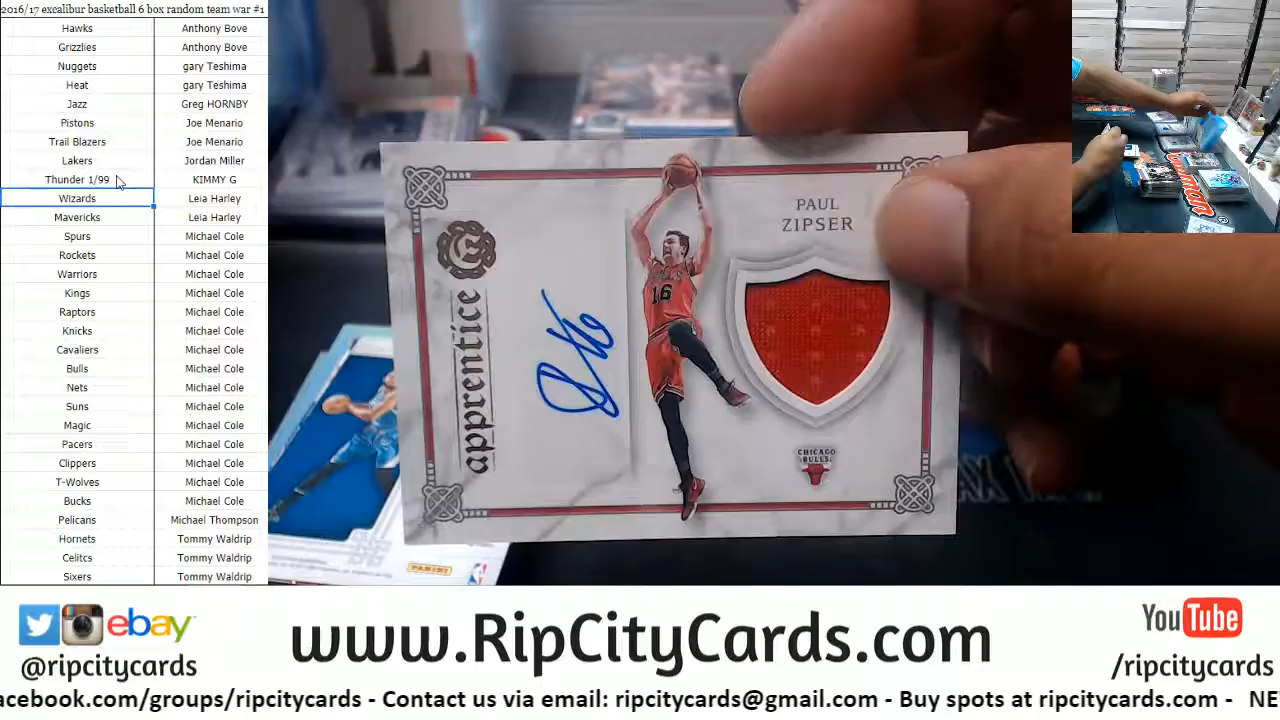 2016/17 excalibur basketball 6 box random team war #1
Hawks Anthony Bove
Grizzlies Anthony Bove
Nuggets gary Teshima
Heat gary Teshima
Jazz Greg HORNBY
Pistons Joe Menario
Trail Blazers Joe Menario
Lakers Jordan Miller
Thunder 1/99 KIMMY G
Wizards Leia Harley
Mavericks Leia Harley
Spurs Michael Cole
Rockets Michael Cole
Warriors Michael Cole
Kings Michael Cole
Raptors Michael Cole
Knicks Michael Cole
Cavaliers Michael Cole
Bulls Michael Cole
Nets Michael Cole
Suns Michael Cole
Magic Michael Cole
Pacers Michael Cole
Clippers Michael Cole
T-Wolves Michael Cole
Bucks Michael Cole
Pelicans Michael Thompson
Hornets Tommy Waldrip
Celitcs Tommy Waldrip
Sixers Tommy Waldrip
apprentice
16
PAUL
ZIPSER
CHICAGO
BULLS
PANINI
ebay
@ripcitycards
www.RipCityCards.com
YouTube
/ripcitycards
acebook.com/groups/ripcitycards - Contact us via email: ripcitycards@gmail.com - Buy spots at ripcitycards.com - NE